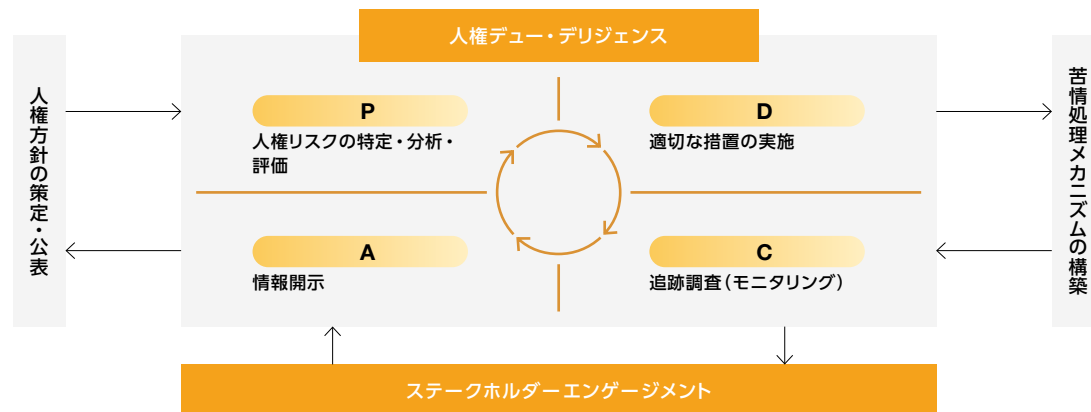 人権デュー・デリジェンス
人権方針の策定・公表
P
人権リスクの特定・分析・
評価
D
適切な措置の実施
A
情報開示
C
追跡調査（モニタリング）
苦情処理メカニズムの構築
ステークホルダーエンゲージメント